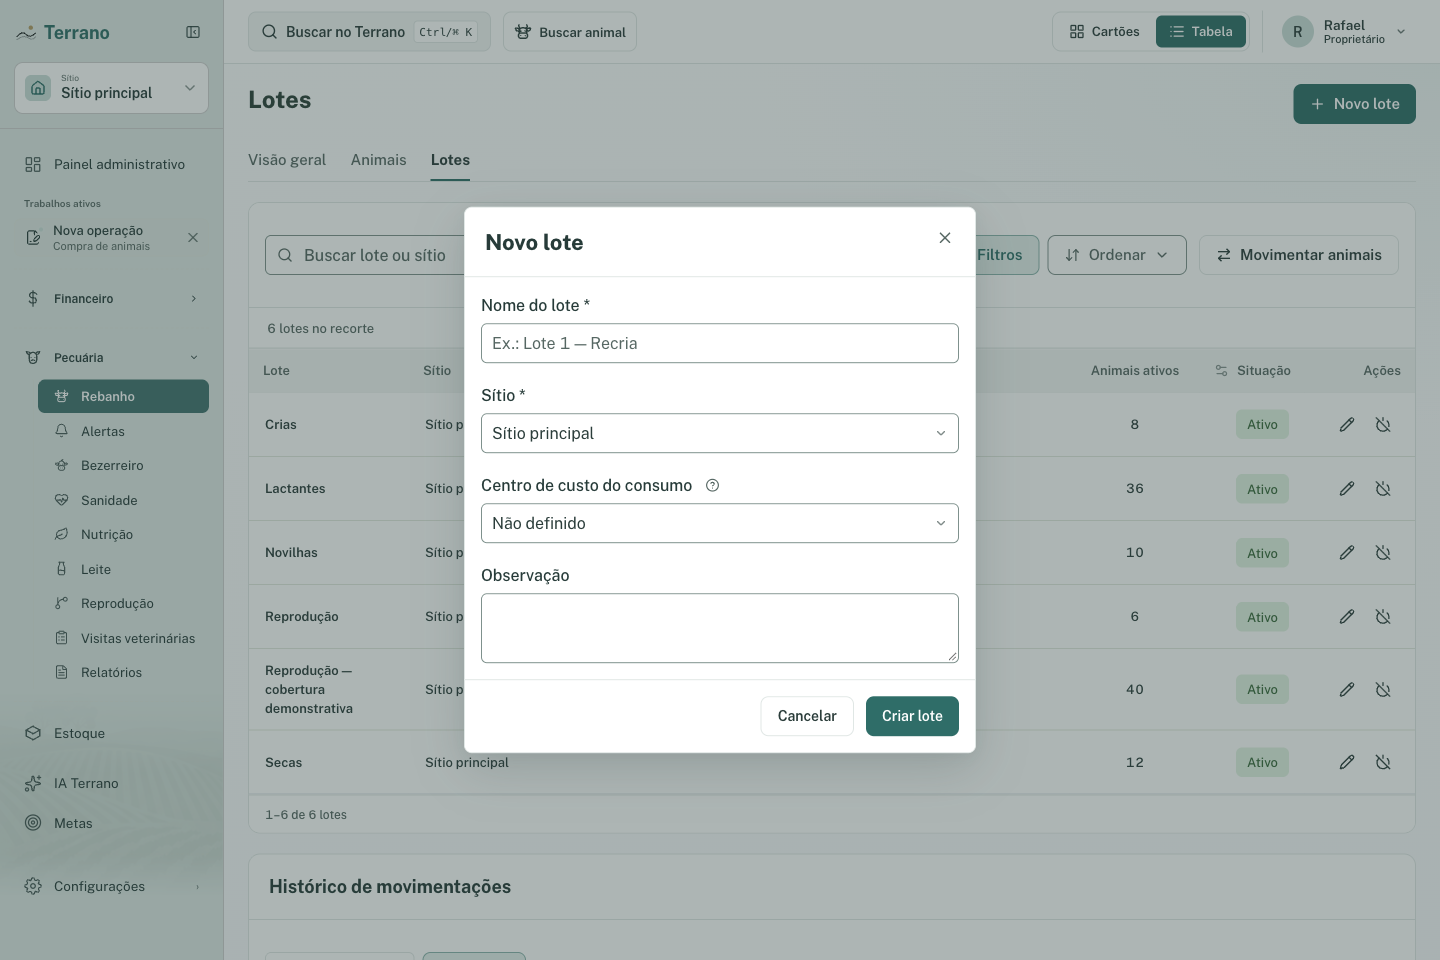 Terrano
Buscar no Terrano
Ctrl/⌘ K
Buscar animal
Cartões
Tabela
R
Rafael
Proprietário
Sítio
Sítio principal
Painel administrativo
Trabalhos ativos
Nova operação
Compra de animais
Financeiro
Pecuária
Rebanho
Alertas
Bezerreiro
Sanidade
Nutrição
Leite
Reprodução
Visitas veterinárias
Relatórios
Estoque
IA Terrano
Metas
Configurações
Lotes
Novo lote
Visão geral
Animais
Lotes
Buscar lote ou sítio
Filtros
Ordenar
Movimentar animais
6 lotes no recorte
Lote
Sítio
Animais ativos
Situação
Ações
Crias
Sítio p
8
Ativo
Lactantes
Sítio p
36
Ativo
Novilhas
Sítio p
10
Ativo
Reprodução
Sítio p
6
Ativo
Reprodução —
cobertura
demonstrativa
Sítio p
40
Ativo
Secas
Sítio principal
12
Ativo
1–6 de 6 lotes
Histórico de movimentações
Novo lote
Nome do lote *
Ex.: Lote 1 — Recria
Sítio *
Sítio principal
Centro de custo do consumo
Não definido
Observação
Cancelar
Criar lote